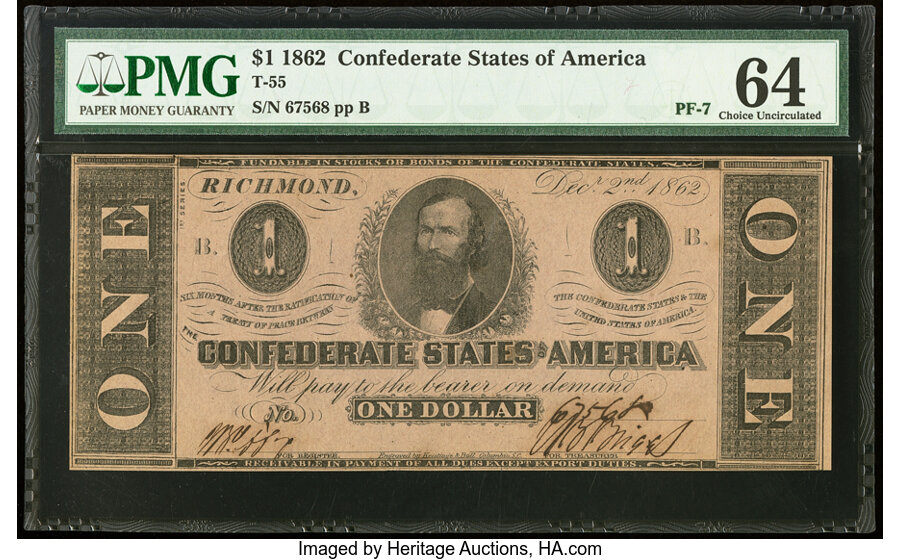 PMG
PAPER MONEY GUARANTY
$1 1862 Confederate States of America
T-55
S/N 67568 pp B
PF-7
64
Choice Uncirculated
FUNDABLE IN STOCKS OR BONDS OF THE CONFEDERATE STATES.
1ST SERIES
RICHMOND,
Decr. 2nd 1862
ONE
B. 1
1 B.
ONE
SIX MONTHS AFTER THE RATIFICATION OF
A TREATY OF PEACE BETWEEN
THE CONFEDERATE STATES & THE
UNITED STATES OF AMERICA.
THE
CONFEDERATE STATES OF AMERICA
Will pay to the bearer on demand
No. ONE DOLLAR 67568
FOR REGISTER.
Engraved by Keatinge & Ball, Columbia, S.C.
FOR TREASURER
RECEIVABLE IN PAYMENT OF ALL DUES EXCEPT EXPORT DUTIES.
Imaged by Heritage Auctions, HA.com